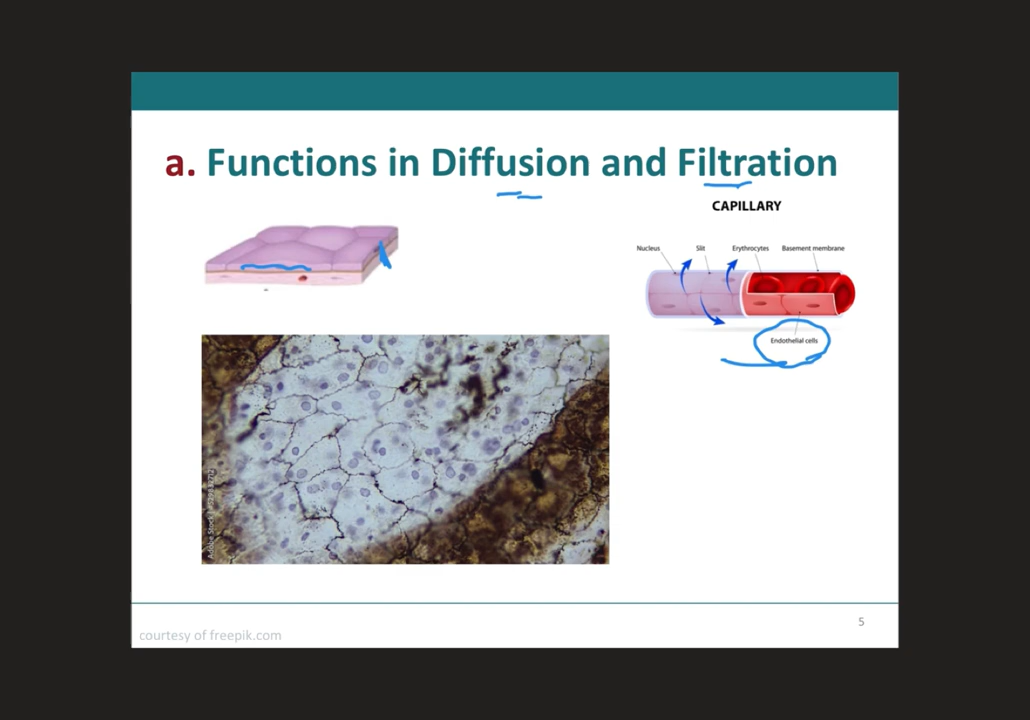 a. Functions in Diffusion and Filtration
CAPILLARY
Nucleus Slit Erythrocytes Basement membrane
Endothelial cells
5
courtesy of freepik.com